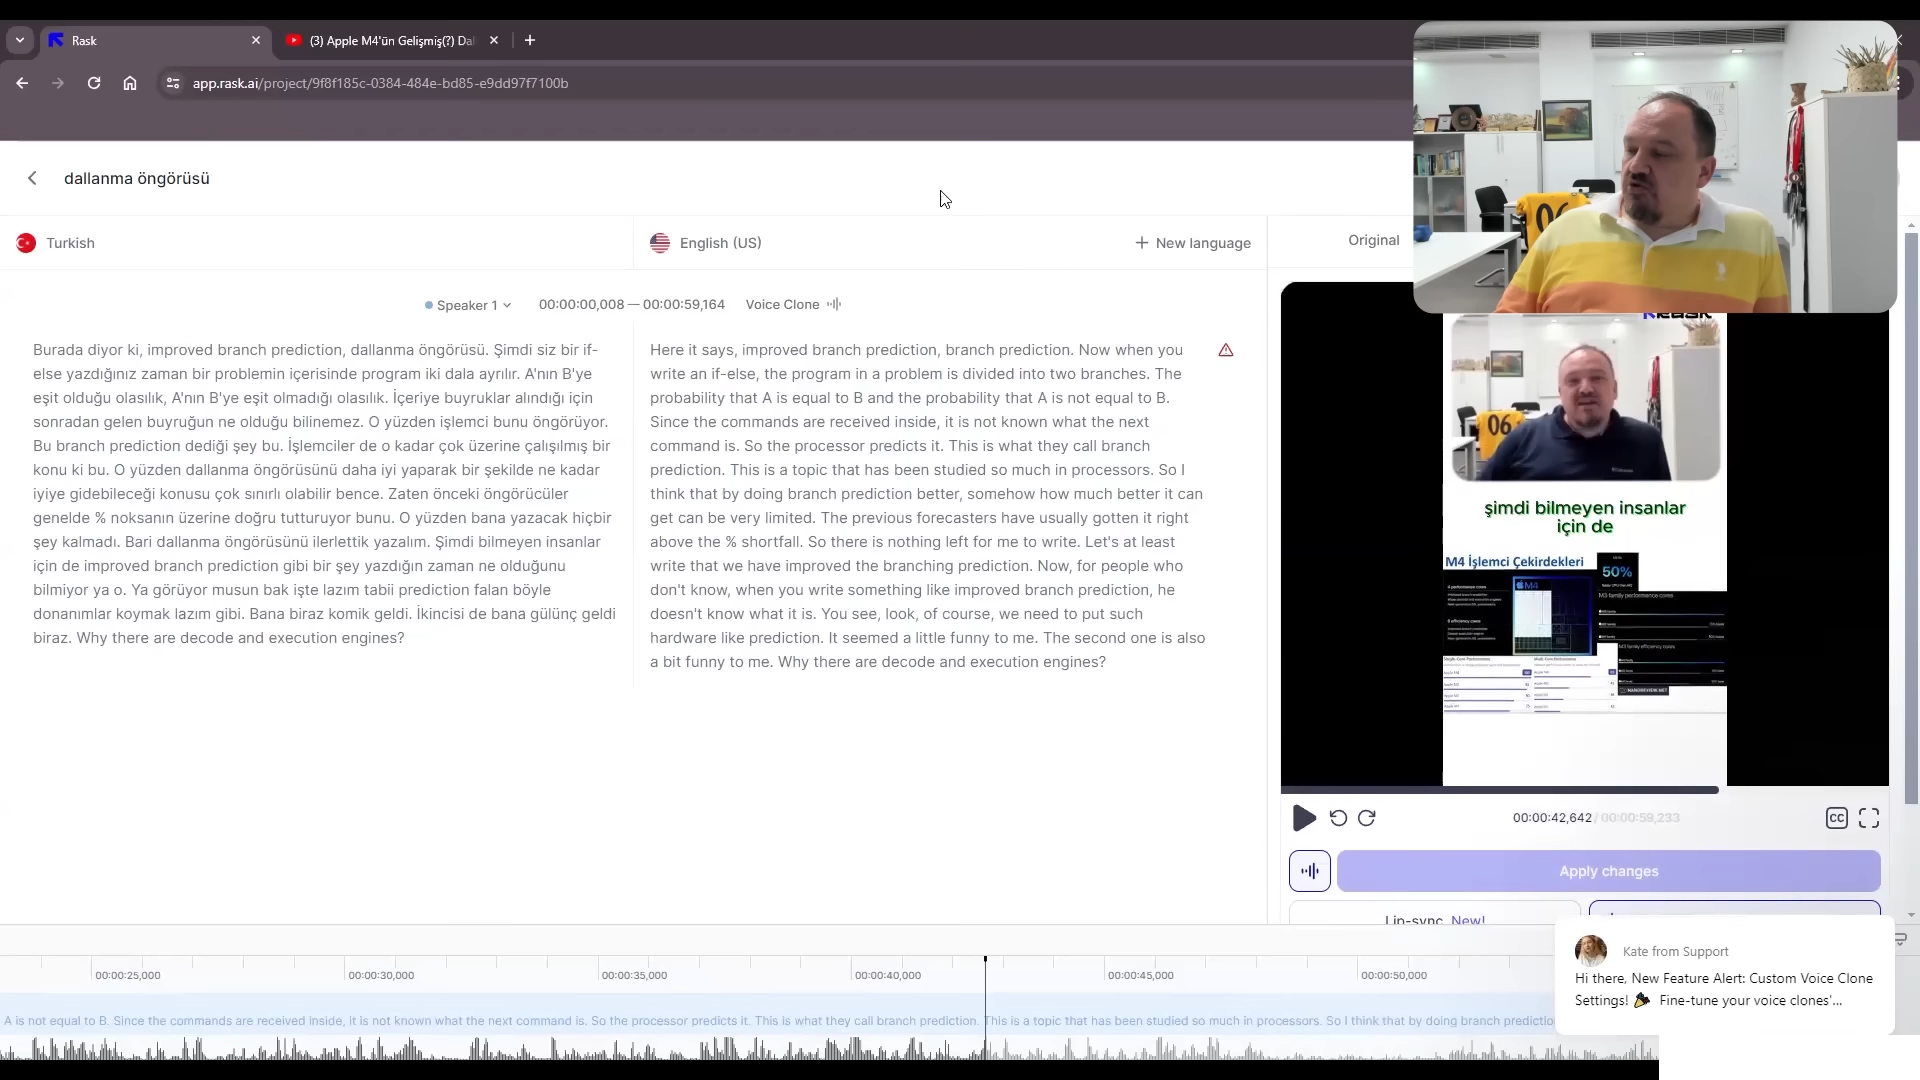 Rask
(3) Apple M4'ün Gelişmiş(?) Dal
app.rask.ai/project/9f8f185c-0384-484e-bd85-e9dd97f7100b
dallanma öngörüsü
Turkish
English (US)
New language
Original
Speaker 1
00:00:00,008 — 00:00:59,164
Voice Clone
Burada diyor ki, improved branch prediction, dallanma öngörüsü. Şimdi siz bir if-
else yazdığınız zaman bir problemin içerisinde program iki dala ayrılır. A'nın B'ye
eşit olduğu olasılık, A'nın B'ye eşit olmadığı olasılık. İçeriye buyruklar alındığı için
sonradan gelen buyruğun ne olduğu bilinemez. O yüzden işlemci bunu öngörüyor.
Bu branch prediction dediği şey bu. İşlemciler de o kadar çok üzerine çalışılmış bir
konu ki bu. O yüzden dallanma öngörüsünü daha iyi yaparak bir şekilde ne kadar
iyiye gidebileceği konusu çok sınırlı olabilir bence. Zaten önceki öngörücüler
genelde % noksanın üzerine doğru tutturuyor bunu. O yüzden bana yazacak hiçbir
şey kalmadı. Bari dallanma öngörüsünü ilerlettik yazalım. Şimdi bilmeyen insanlar
için de improved branch prediction gibi bir şey yazdığın zaman ne olduğunu
bilmiyor ya o. Ya görüyor musun bak işte lazım tabii prediction falan böyle
donanımlar koymak lazım gibi. Bana biraz komik geldi. İkincisi de bana gülünç geldi
biraz. Why there are decode and execution engines?
Here it says, improved branch prediction, branch prediction. Now when you
write an if-else, the program in a problem is divided into two branches. The
probability that A is equal to B and the probability that A is not equal to B.
Since the commands are received inside, it is not known what the next
command is. So the processor predicts it. This is what they call branch
prediction. This is a topic that has been studied so much in processors. So I
think that by doing branch prediction better, somehow how much better it can
get can be very limited. The previous forecasters have usually gotten it right
above the % shortfall. So there is nothing left for me to write. Let's at least
write that we have improved the branching prediction. Now, for people who
don't know, when you write something like improved branch prediction, he
doesn't know what it is. You see, look, of course, we need to put such
hardware like prediction. It seemed a little funny to me. The second one is also
a bit funny to me. Why there are decode and execution engines?
06
06
şimdi bilmeyen insanlar
için de
M4 İşlemci Çekirdekleri
M4
50%
M3 family performance cores
M3 family efficiency cores
00:00:42,642 / 00:00:59,233
CC
Apply changes
Lip-sync New!
Kate from Support
Hi there, New Feature Alert: Custom Voice Clone
Settings! Fine-tune your voice clones'...
00:00:25,000
00:00:30,000
00:00:35,000
00:00:40,000
00:00:45,000
00:00:50,000
A is not equal to B. Since the commands are received inside, it is not known what the next command is. So the processor predicts it. This is what they call branch prediction. This is a topic that has been studied so much in processors. So I think that by doing branch predictio